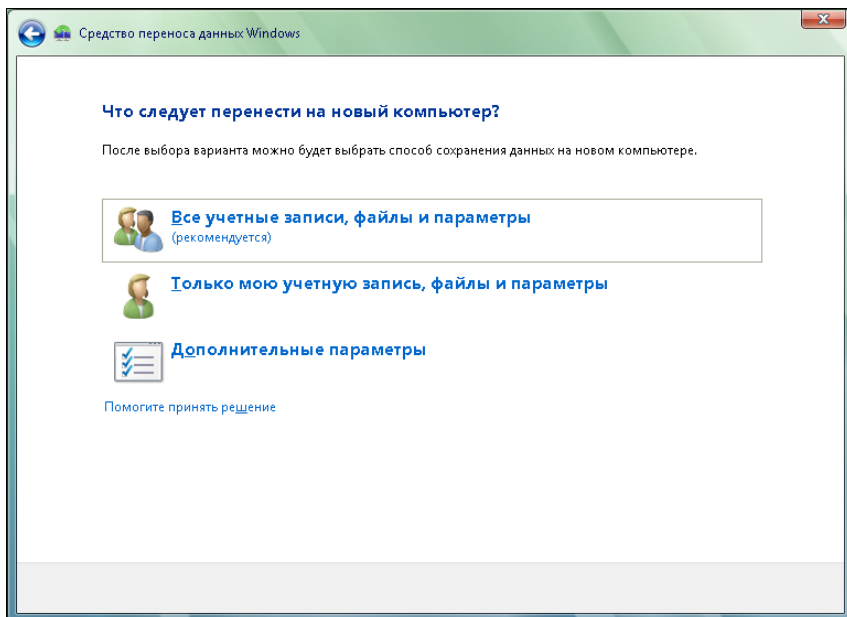 Средство переноса данных Windows
Что следует перенести на новый компьютер?
После выбора варианта можно будет выбрать способ сохранения данных на новом компьютере.
Все учетные записи, файлы и параметры
(рекомендуется)
Только мою учетную запись, файлы и параметры
Дополнительные параметры
Помогите принять решение